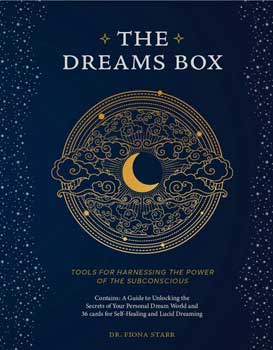 THE
DREAMS BOX
TOOLS FOR HARNESSING THE POWER
OF THE SUBCONSCIOUS
Contains: A Guide to Unlocking the
Secrets of Your Personal Dream World and
36 cards for Self-Healing and Lucid Dreaming
DR. FIONA STARR